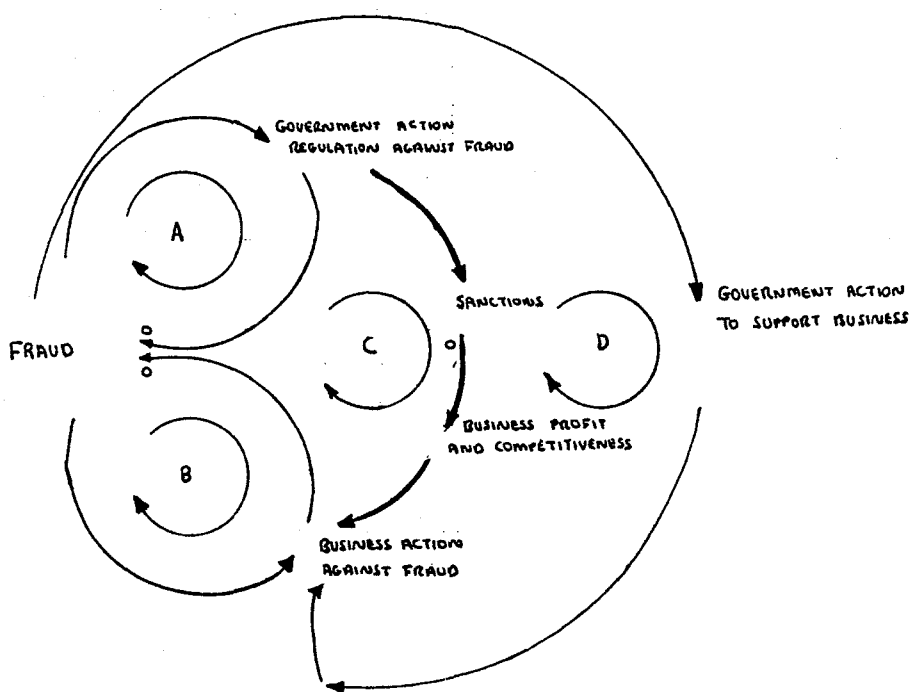 GOVERNMENT ACTION
REGULATION AGAINST FRAUD
A
SANCTIONS
GOVERNMENT ACTION
TO SUPPORT BUSINESS
O
FRAUD
O
C
O
D
B
BUSINESS PROFIT
AND COMPETITIVENESS
BUSINESS ACTION
AGAINST FRAUD